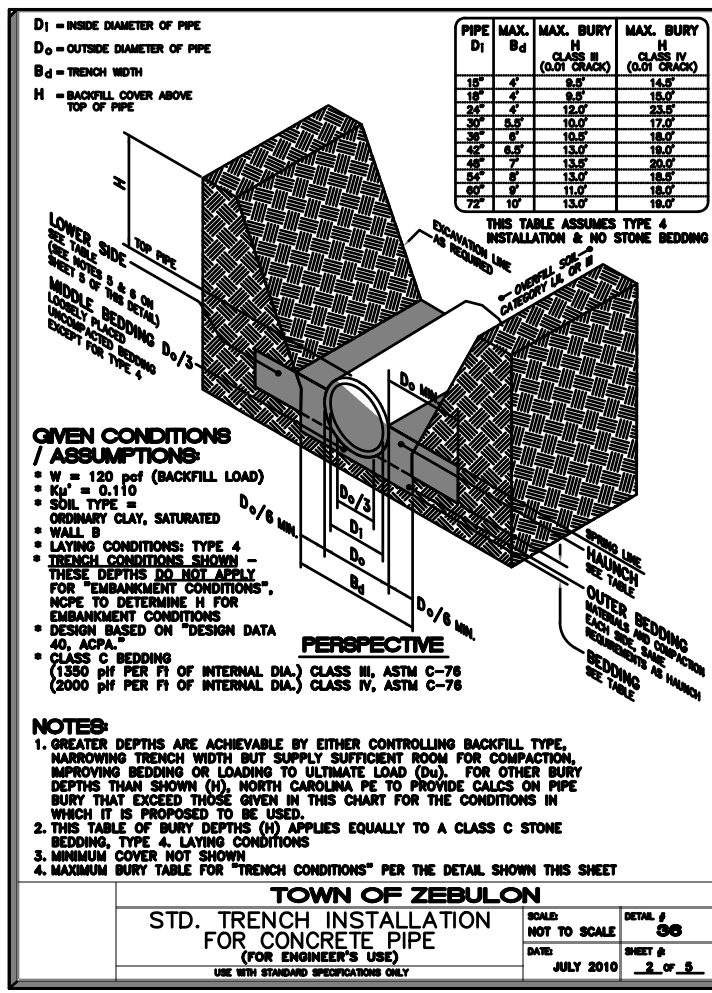 Di = INSIDE DIAMETER OF PIPE
Do = OUTSIDE DIAMETER OF PIPE
Bd = TRENCH WIDTH
H = BACKFILL COVER ABOVE
TOP OF PIPE
PIPE Di MAX. Bd MAX. BURY H CLASS III (0.01 CRACK) MAX. BURY H CLASS IV (0.01 CRACK)
15" 4' 9.5' 14.5'
18" 4' 9.5' 15.0'
24" 4' 12.0' 23.5'
30" 5.5' 10.0' 17.0'
36" 6' 10.5' 18.0'
42" 6.5' 13.0' 19.0'
48" 7' 13.5' 20.0'
54" 8' 13.0' 18.5'
60" 9' 11.0' 18.0'
72" 10' 13.0' 19.0'
THIS TABLE ASSUMES TYPE 4
INSTALLATION & NO STONE BEDDING
H
TOP PIPE
EXCAVATION LINE
AS REQUIRED
OVERFILL SOIL
CATEGORY I,II, OR III
LOWER SIDE
SEE TABLE
(SEE NOTES 5 & 6 ON
SHEET 5 OF THIS DETAIL)
MIDDLE BEDDING
LOOSELY PLACED
UNCOMPACTED BEDDING
EXCEPT FOR TYPE 4
Do/3
Do MIN.
Do/3
Di
Do
Bd
Do/6 MIN.
Do/6 MIN.
SPRING LINE
HAUNCH
SEE TABLE
OUTER BEDDING
MATERIALS AND COMPACTION
EACH SIDE, SAME
REQUIREMENTS AS HAUNCH
BEDDING
SEE TABLE
GIVEN CONDITIONS
/ ASSUMPTIONS:
* W = 120 pcf (BACKFILL LOAD)
* Kµ' = 0.110
* SOIL TYPE =
ORDINARY CLAY, SATURATED
* WALL B
* LAYING CONDITIONS: TYPE 4
* TRENCH CONDITIONS SHOWN -
THESE DEPTHS DO NOT APPLY
FOR "EMBANKMENT CONDITIONS",
NCPE TO DETERMINE H FOR
EMBANKMENT CONDITIONS
* DESIGN BASED ON "DESIGN DATA
40, ACPA."
* CLASS C BEDDING
(1350 plf PER Ft OF INTERNAL DIA.) CLASS III, ASTM C-76
(2000 plf PER Ft OF INTERNAL DIA.) CLASS IV, ASTM C-76
PERSPECTIVE
NOTES:
1. GREATER DEPTHS ARE ACHIEVABLE BY EITHER CONTROLLING BACKFILL TYPE,
NARROWING TRENCH WIDTH BUT SUPPLY SUFFICIENT ROOM FOR COMPACTION,
IMPROVING BEDDING OR LOADING TO ULTIMATE LOAD (Du). FOR OTHER BURY
DEPTHS THAN SHOWN (H), NORTH CAROLINA PE TO PROVIDE CALCS ON PIPE
BURY THAT EXCEED THOSE GIVEN IN THIS CHART FOR THE CONDITIONS IN
WHICH IT IS PROPOSED TO BE USED.
2. THIS TABLE OF BURY DEPTHS (H) APPLIES EQUALLY TO A CLASS C STONE
BEDDING, TYPE 4. LAYING CONDITIONS
3. MINIMUM COVER NOT SHOWN
4. MAXIMUM BURY TABLE FOR "TRENCH CONDITIONS" PER THE DETAIL SHOWN THIS SHEET
TOWN OF ZEBULON
STD. TRENCH INSTALLATION
FOR CONCRETE PIPE
(FOR ENGINEER'S USE)
USE WITH STANDARD SPECIFICATIONS ONLY
SCALE:
NOT TO SCALE
DETAIL #
36
DATE:
JULY 2010
SHEET #:
2 OF 5